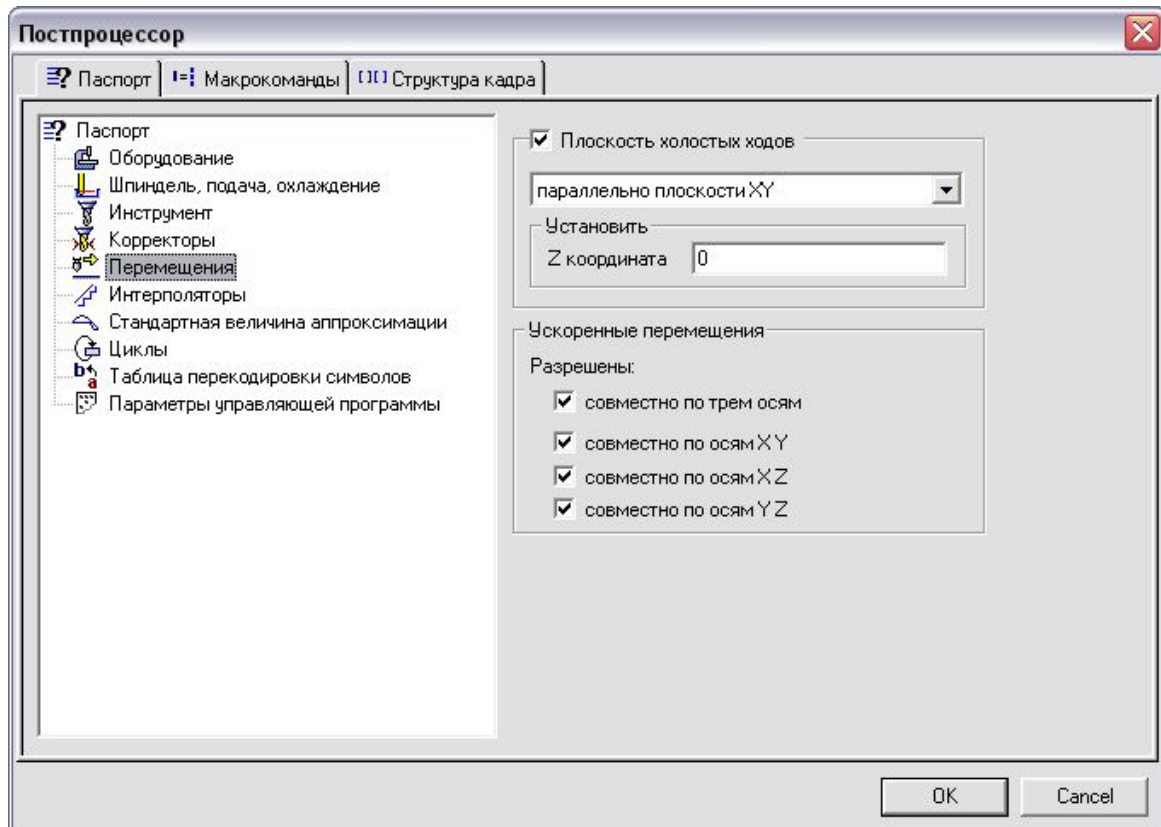 Постпроцессор
Паспорт
Макрокоманды
Структура кадра
Паспорт
Оборудование
Шпиндель, подача, охлаждение
Инструмент
Корректоры
Перемещения
Интерполяторы
Стандартная величина аппроксимации
Циклы
Таблица перекодировки символов
Параметры управляющей программы
Плоскость холостых ходов
параллельно плоскости XY
Установить
Z координата 0
Ускоренные перемещения
Разрешены:
совместно по трем осям
совместно по осям X Y
совместно по осям X Z
совместно по осям Y Z
OK
Cancel